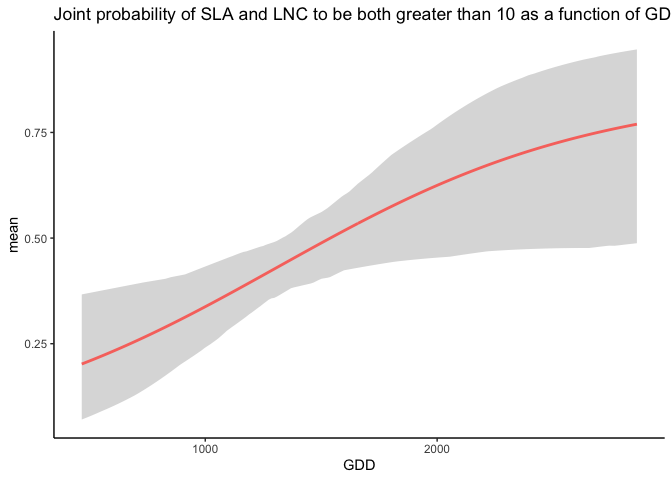 Joint probability of SLA and LNC to be both greater than 10 as a function of GD
0.75
0.50
0.25
mean
1000
2000
GDD